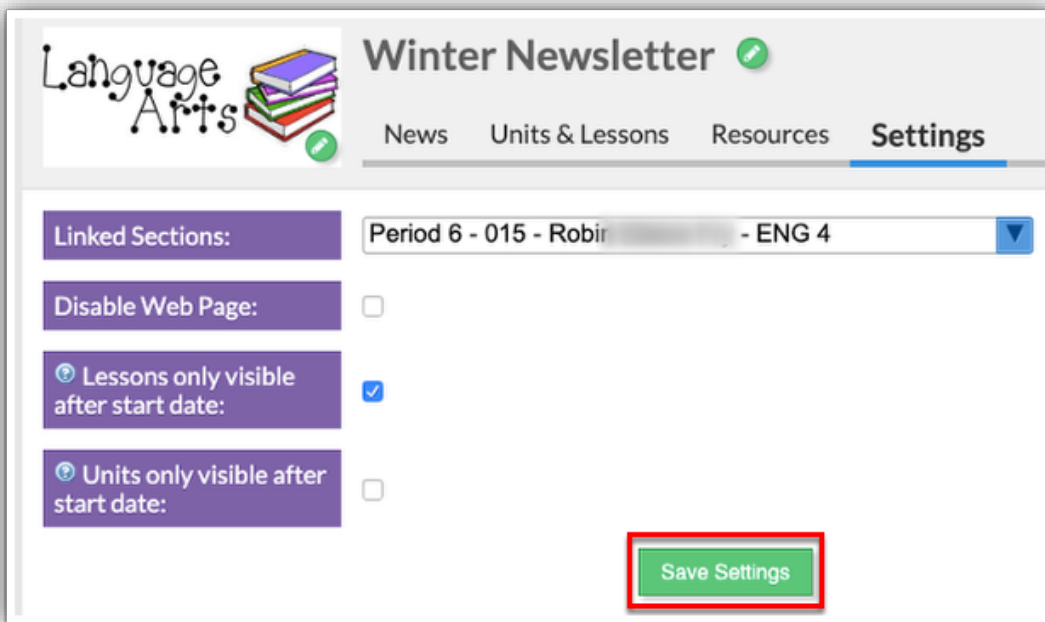 Language
Arts
Winter Newsletter
News Units & Lessons Resources Settings
Linked Sections: Period 6 - 015 - Robin - ENG 4
Disable Web Page:
Lessons only visible
after start date:
Units only visible after
start date:
Save Settings